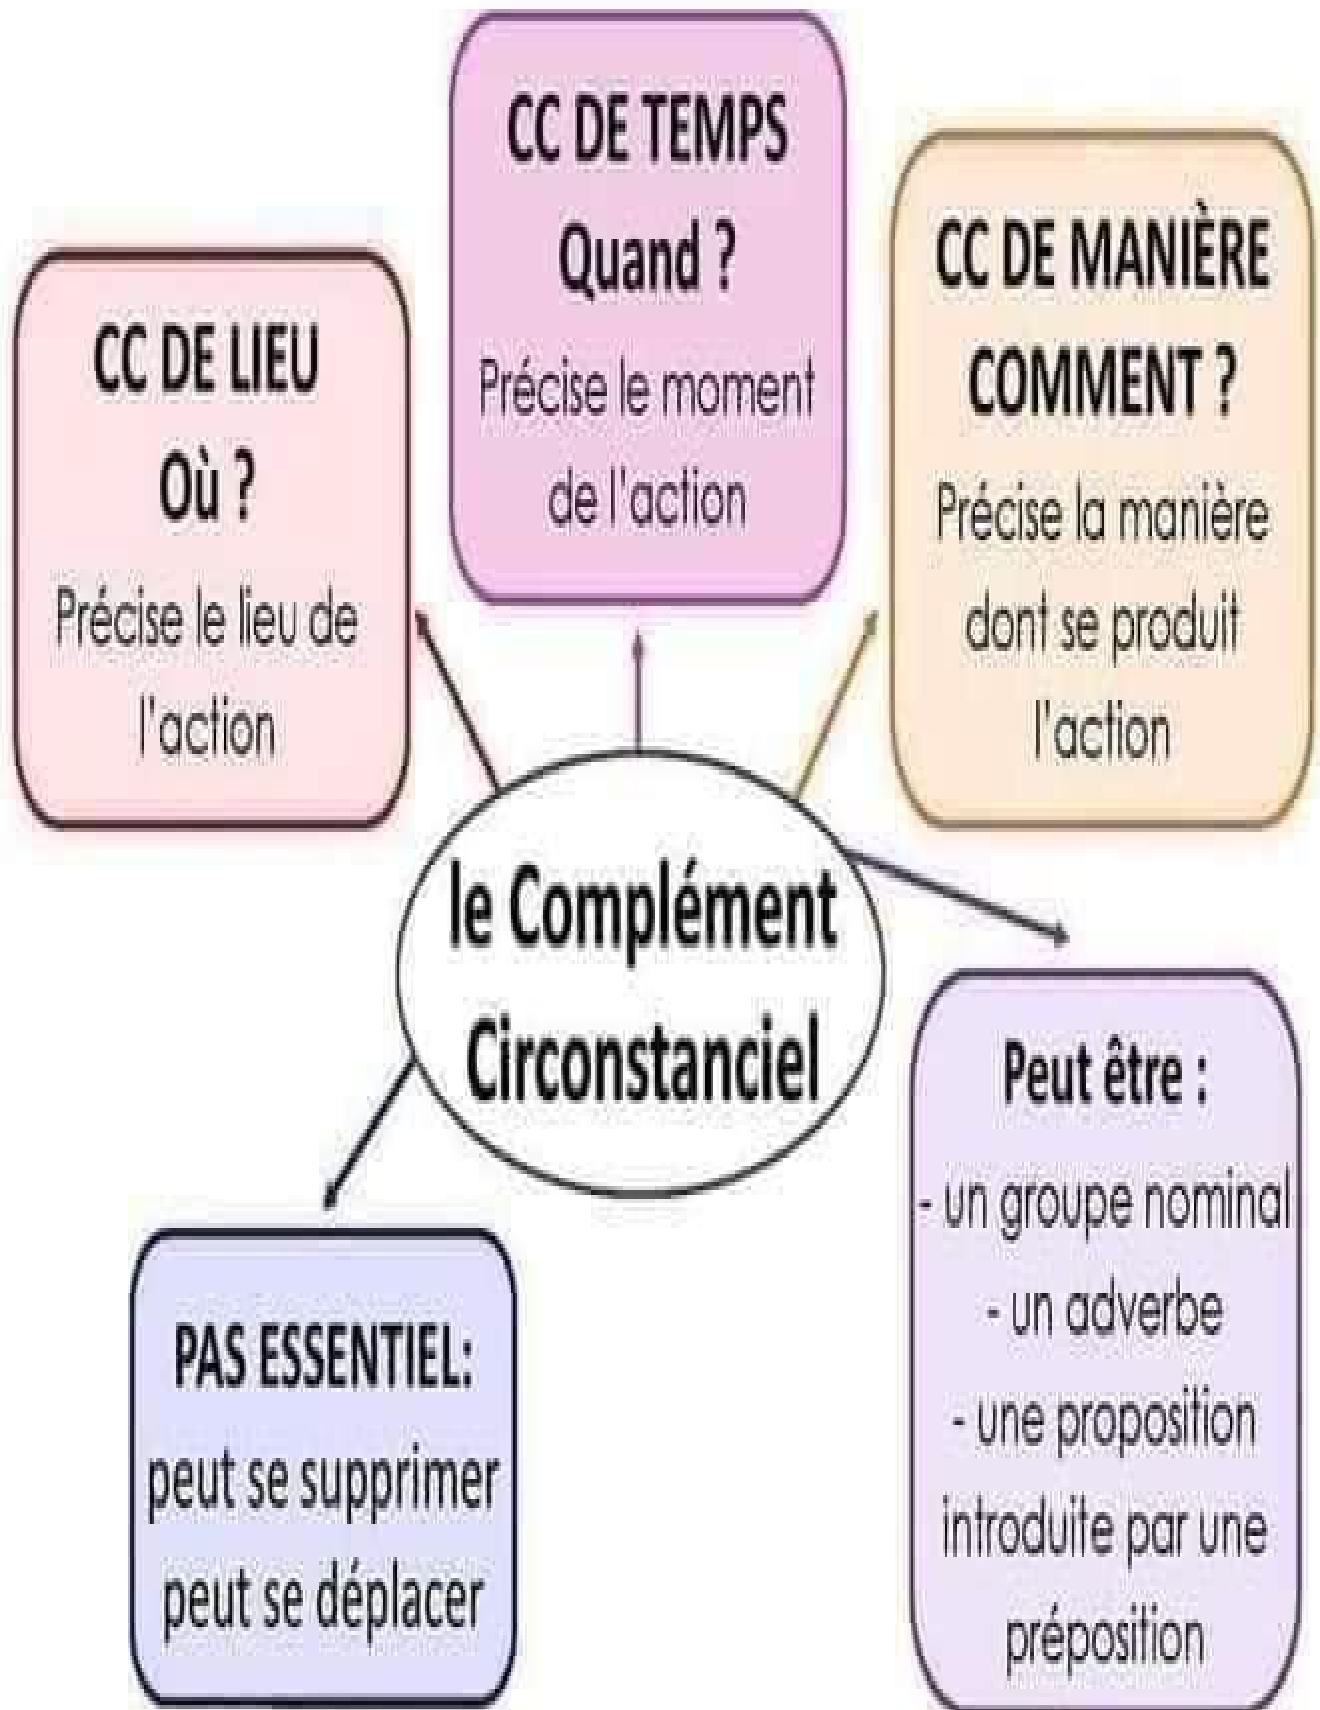 CC DE TEMPS
Quand ?
Précise le moment
de l'action
CC DE MANIÈRE
COMMENT ?
Précise la manière
dont se produit
l'action
CC DE LIEU
Où ?
Précise le lieu de
l'action
le Complément
Circonstanciel
Peut être :
- un groupe nominal
- un adverbe
- une proposition
introduite par une
préposition
PAS ESSENTIEL:
peut se supprimer
peut se déplacer